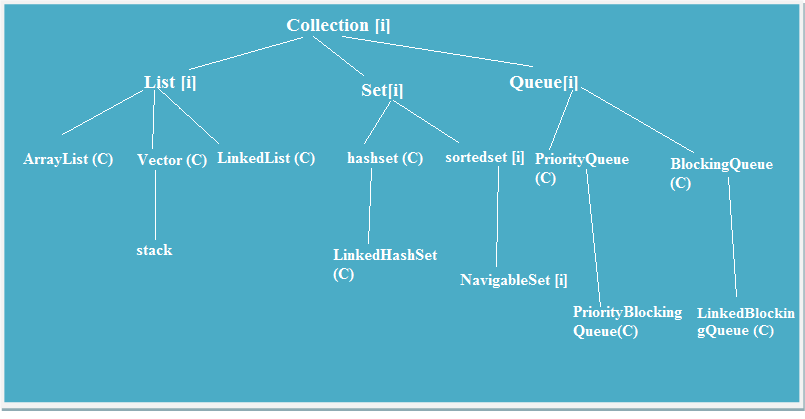 Collection [i]
List [i]
Set[i]
Queue[i]
ArrayList (C)
Vector (C)
LinkedList (C)
hashset (C)
sortedset [i]
PriorityQueue
(C)
BlockingQueue
(C)
stack
LinkedHashSet
(C)
NavigableSet [i]
PriorityBlocking
Queue(C)
LinkedBlockin
gQueue (C)